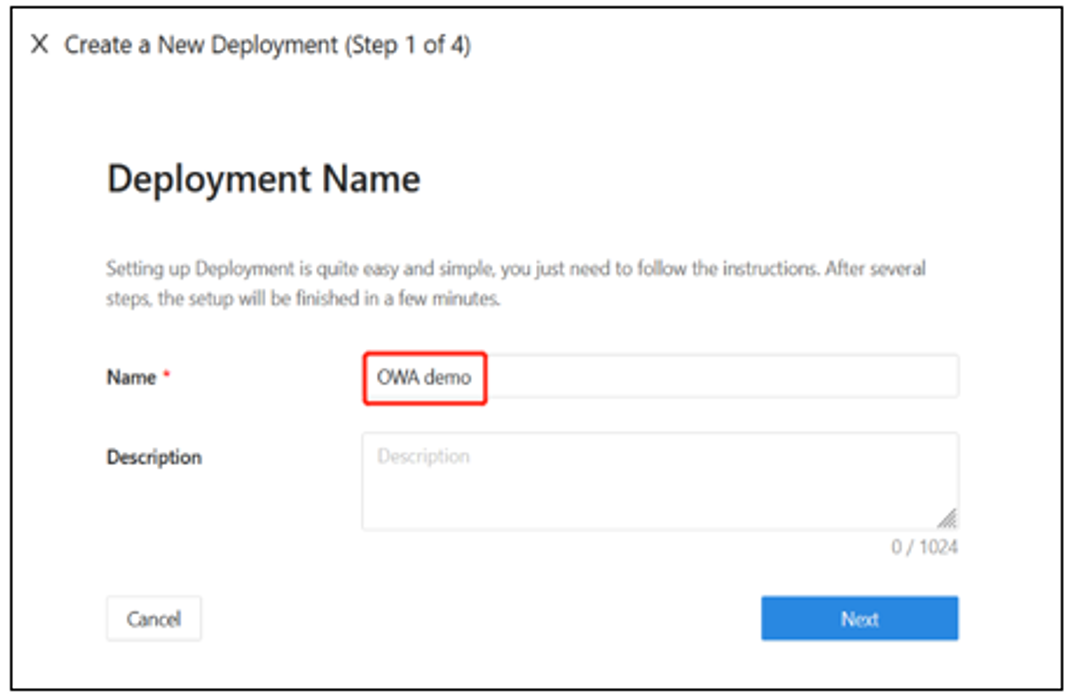 X Create a New Deployment (Step 1 of 4)
Deployment Name
Setting up Deployment is quite easy and simple, you just need to follow the instructions. After several
steps, the setup will be finished in a few minutes.
Name * OWA demo
Description Description
0 / 1024
Cancel Next